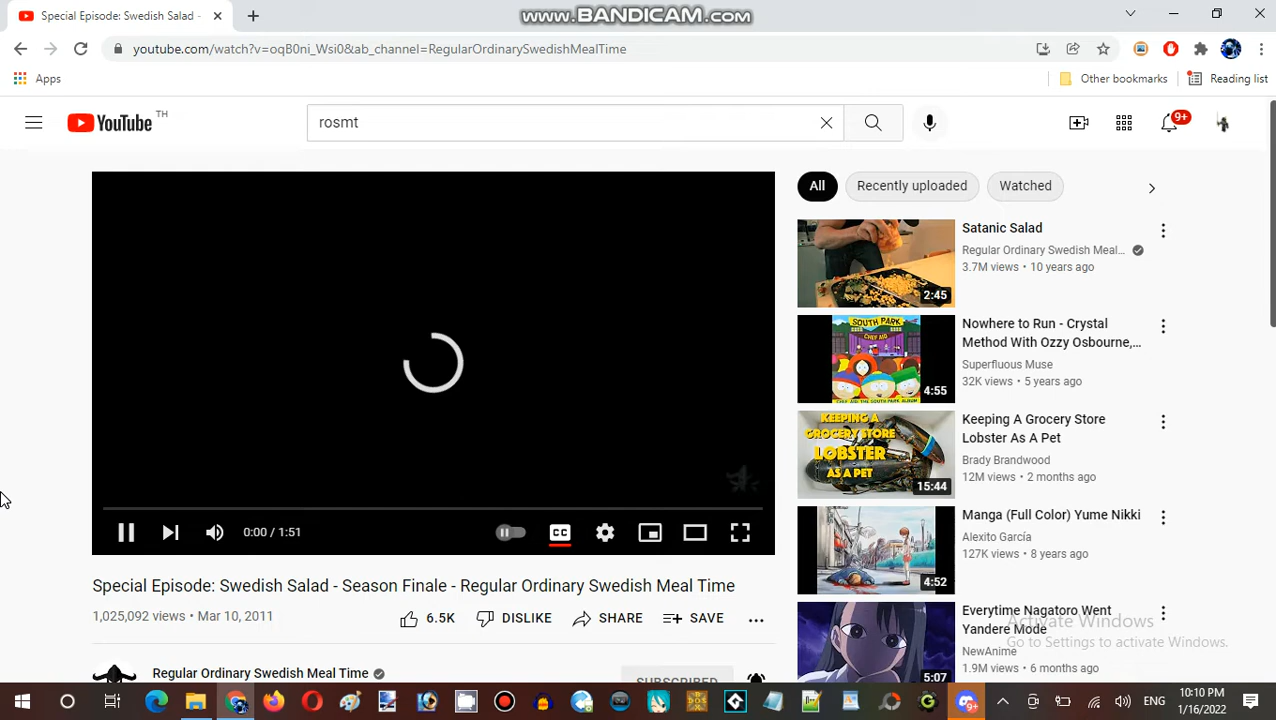 Special Episode: Swedish Salad -
www.BANDICAM.com
youtube.com/watch?v=oqB0ni_Wsi0&ab_channel=RegularOrdinarySwedishMealTime
Apps
Other bookmarks
Reading list
YouTube TH
rosmt
9+
All
Recently uploaded
Watched
Satanic Salad
Regular Ordinary Swedish Meal...
3.7M views • 10 years ago
2:45
SOUTH PARK
Nowhere to Run - Crystal
Method With Ozzy Osbourne,...
Superfluous Muse
32K views • 5 years ago
4:55
KEEPING A
GROCERY STORE
LOBSTER
AS A PET
Keeping A Grocery Store
Lobster As A Pet
Brady Brandwood
12M views • 2 months ago
15:44
Manga (Full Color) Yume Nikki
Alexito García
127K views • 8 years ago
4:52
Everytime Nagatoro Went
Yandere Mode
NewAnime
1.9M views • 6 months ago
5:07
0:00 / 1:51
CC
Special Episode: Swedish Salad - Season Finale - Regular Ordinary Swedish Meal Time
1,025,092 views • Mar 10, 2011
6.5K
DISLIKE
SHARE
SAVE
Regular Ordinary Swedish Meal Time
SUBSCRIBED
Activate Windows
Go to Settings to activate Windows.
9+
ENG
10:10 PM
1/16/2022